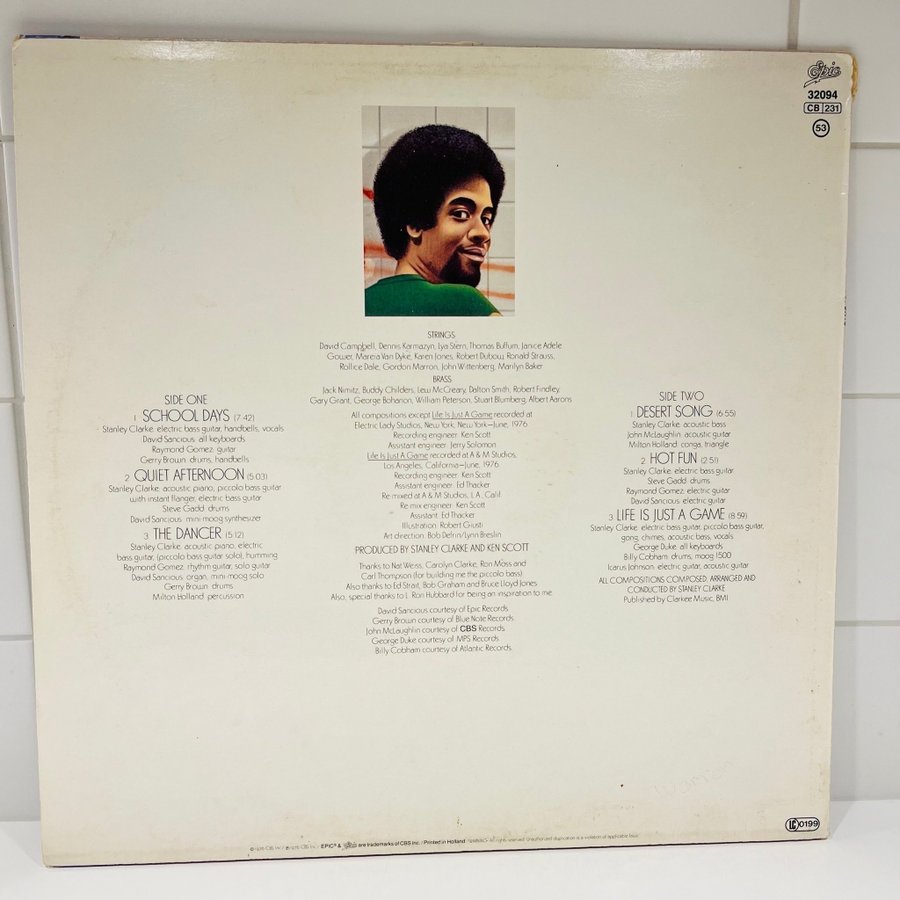 Epic
32094
CB 231
53
STRINGS
David Campbell, Dennis Karmazyn, Lya Stern, Thomas Buffum, Janice Adele
Gower, Marcia Van Dyke, Karen Jones, Robert Dubow, Ronald Strauss,
Rollice Dale, Gordon Marron, John Wittenberg, Marilyn Baker
BRASS
Jack Nimitz, Buddy Childers, Lew McCreary, Dalton Smith, Robert Findley,
Gary Grant, George Bohanon, William Peterson, Stuart Blumberg, Albert Aarons
SIDE ONE
1 SCHOOL DAYS (7:42)
Stanley Clarke: electric bass guitar, handbells, vocals
David Sancious: all keyboards
Raymond Gomez: guitar
Gerry Brown: drums, handbells
2 QUIET AFTERNOON (5:03)
Stanley Clarke: acoustic piano, piccolo bass guitar
with instant flanger, electric bass guitar
Steve Gadd: drums
David Sancious: mini moog synthesizer
3 THE DANCER (5:12)
Stanley Clarke: acoustic piano, electric
bass guitar, (piccolo bass guitar solo), humming
Raymond Gomez: rhythm guitar, solo guitar
David Sancious: organ, mini-moog solo
Gerry Brown: drums
Milton Holland: percussion
All compositions except Life Is Just A Game recorded at
Electric Lady Studios, New York, New York—June, 1976
Recording engineer: Ken Scott
Assistant engineer: Jerry Solomon
Life Is Just A Game recorded at A & M Studios,
Los Angeles, California—June, 1976
Recording engineer: Ken Scott
Assistant engineer: Ed Thacker
Re mixed at A & M Studios, L.A., Calif.
Re-mix engineer: Ken Scott
Assistant: Ed Thacker
Illustration: Robert Giusti
Art direction: Bob Defrin/Lynn Breslin
PRODUCED BY STANLEY CLARKE AND KEN SCOTT
Thanks to Nat Weiss, Carolyn Clarke, Ron Moss and
Carl Thompson (for building me the piccolo bass)
Also thanks to Ed Strait, Bob Graham and Bruce Lloyd Jones
Also, special thanks to L. Ron Hubbard for being an inspiration to me.
David Sancious courtesy of Epic Records
Gerry Brown courtesy of Blue Note Records
John McLaughlin courtesy of CBS Records
George Duke courtesy of MPS Records
Billy Cobham courtesy of Atlantic Records.
SIDE TWO
1 DESERT SONG (6:55)
Stanley Clarke: acoustic bass
John McLaughlin: acoustic guitar
Milton Holland: conga, triangle
2 HOT FUN (2:51)
Stanley Clarke: electric bass guitar
Steve Gadd: drums
Raymond Gomez: electric guitar
David Sancious: electric guitar
3 LIFE IS JUST A GAME (8:59)
Stanley Clarke: electric bass guitar, piccolo bass guitar,
gong, chimes, acoustic bass, vocals
George Duke: all keyboards
Billy Cobham: drums, moog 1500
Icarus Johnson: electric guitar, acoustic guitar
ALL COMPOSITIONS COMPOSED, ARRANGED AND
CONDUCTED BY STANLEY CLARKE
Published by Clarkee Music, BMI
LC 0199
EPIC® & Epic are trademarks of CBS Inc. / Printed in Holland